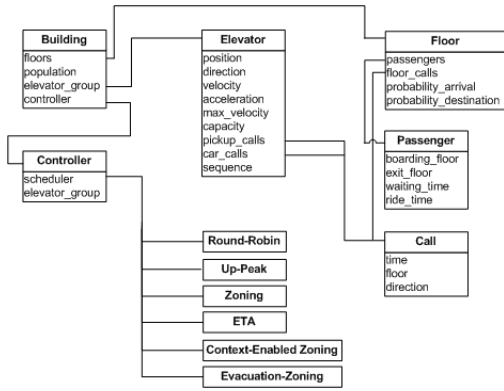 Building
floors
population
elevator_group
controller
Elevator
position
direction
velocity
acceleration
max_velocity
capacity
pickup_calls
car_calls
sequence
Floor
passengers
floor_calls
probability_arrival
probability_destination
Controller
scheduler
elevator_group
Passenger
boarding_floor
exit_floor
waiting_time
ride_time
Call
time
floor
direction
Round-Robin
Up-Peak
Zoning
ETA
Context-Enabled Zoning
Evacuation-Zoning